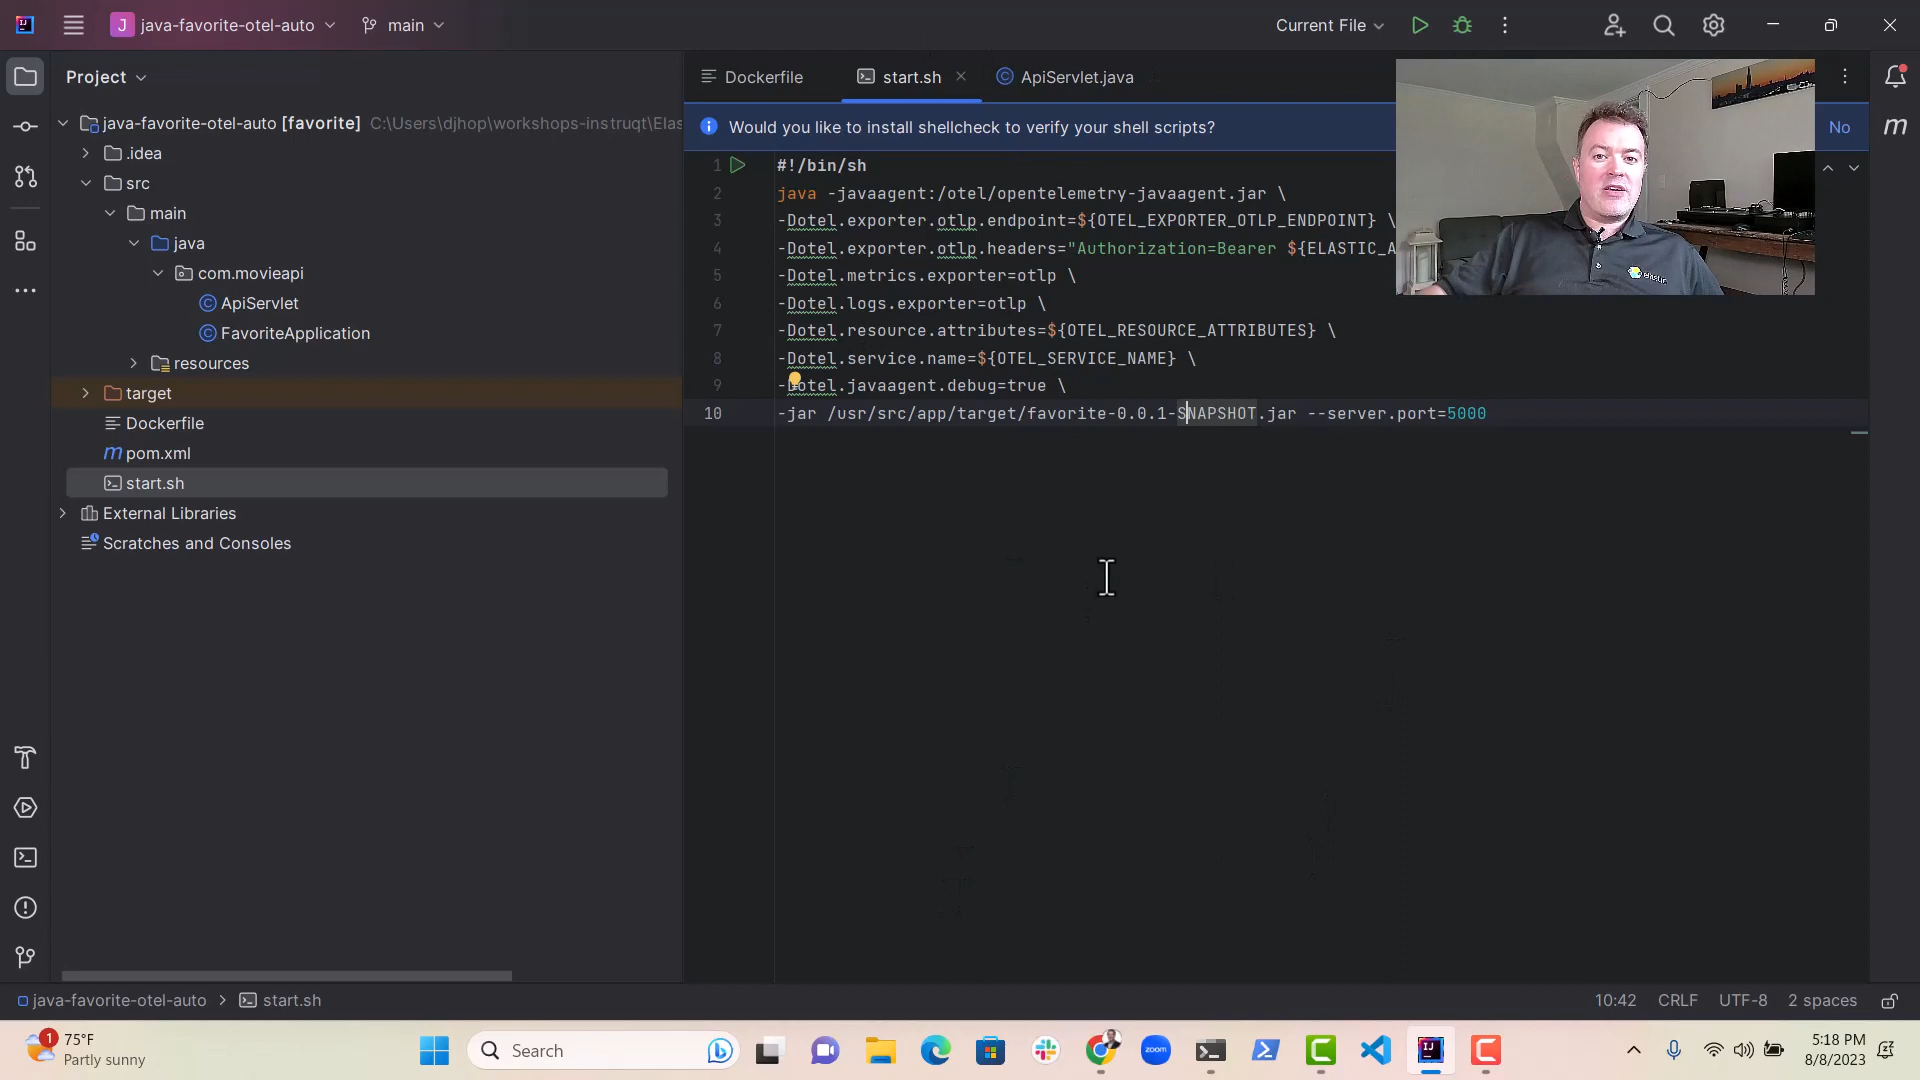 J java-favorite-otel-auto
main
Current File
Project
Dockerfile
start.sh
ApiServlet.java
java-favorite-otel-auto [favorite] C:\Users\djhop\workshops-instruqt\Elas
Would you like to install shellcheck to verify your shell scripts?
No
.idea
src
main
java
com.movieapi
ApiServlet
FavoriteApplication
resources
target
Dockerfile
pom.xml
start.sh
External Libraries
Scratches and Consoles
1 #!/bin/sh
2 java -javaagent:/otel/opentelemetry-javaagent.jar \
3 -Dotel.exporter.otlp.endpoint=${OTEL_EXPORTER_OTLP_ENDPOINT} \
4 -Dotel.exporter.otlp.headers="Authorization=Bearer ${ELASTIC_A
5 -Dotel.metrics.exporter=otlp \
6 -Dotel.logs.exporter=otlp \
7 -Dotel.resource.attributes=${OTEL_RESOURCE_ATTRIBUTES} \
8 -Dotel.service.name=${OTEL_SERVICE_NAME} \
9 -Dotel.javaagent.debug=true \
10 -jar /usr/src/app/target/favorite-0.0.1-SNAPSHOT.jar --server.port=5000
elastic
java-favorite-otel-auto > start.sh
10:42 CRLF UTF-8 2 spaces
1
75°F
Partly sunny
Search
zoom
5:18 PM
8/8/2023